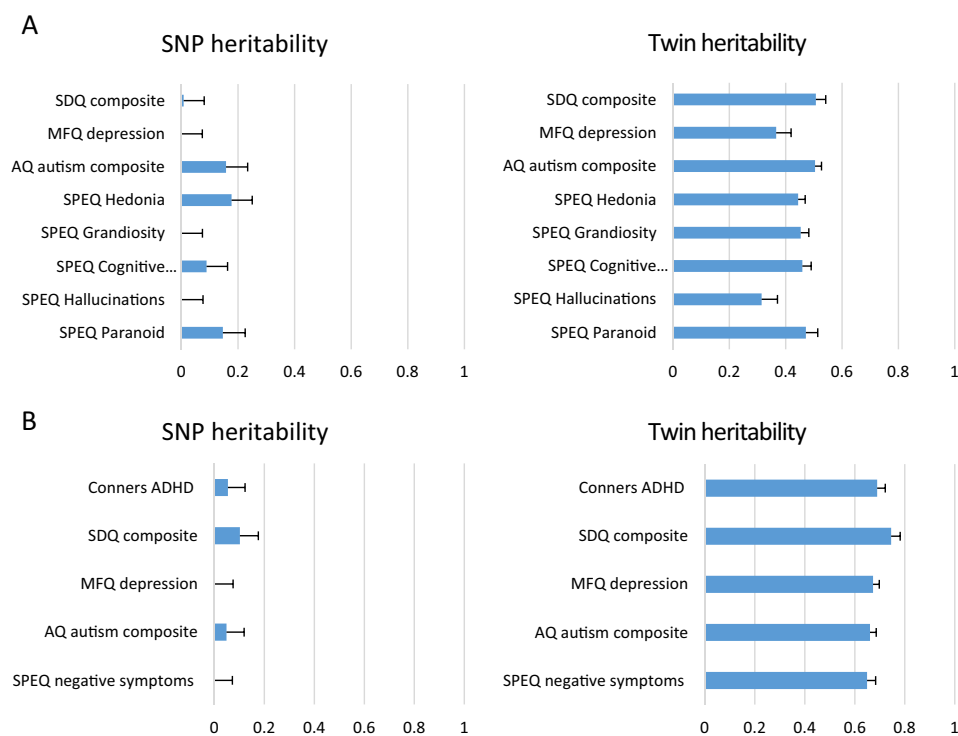 A
SNP heritability
SDQ composite
MFQ depression
AQ autism composite
SPEQ Hedonia
SPEQ Grandiosity
SPEQ Cognitive...
SPEQ Hallucinations
SPEQ Paranoid
0 0.2 0.4 0.6 0.8 1
Twin heritability
SDQ composite
MFQ depression
AQ autism composite
SPEQ Hedonia
SPEQ Grandiosity
SPEQ Cognitive...
SPEQ Hallucinations
SPEQ Paranoid
0 0.2 0.4 0.6 0.8 1
B
SNP heritability
Conners ADHD
SDQ composite
MFQ depression
AQ autism composite
SPEQ negative symptoms
0 0.2 0.4 0.6 0.8 1
Twin heritability
Conners ADHD
SDQ composite
MFQ depression
AQ autism composite
SPEQ negative symptoms
0 0.2 0.4 0.6 0.8 1